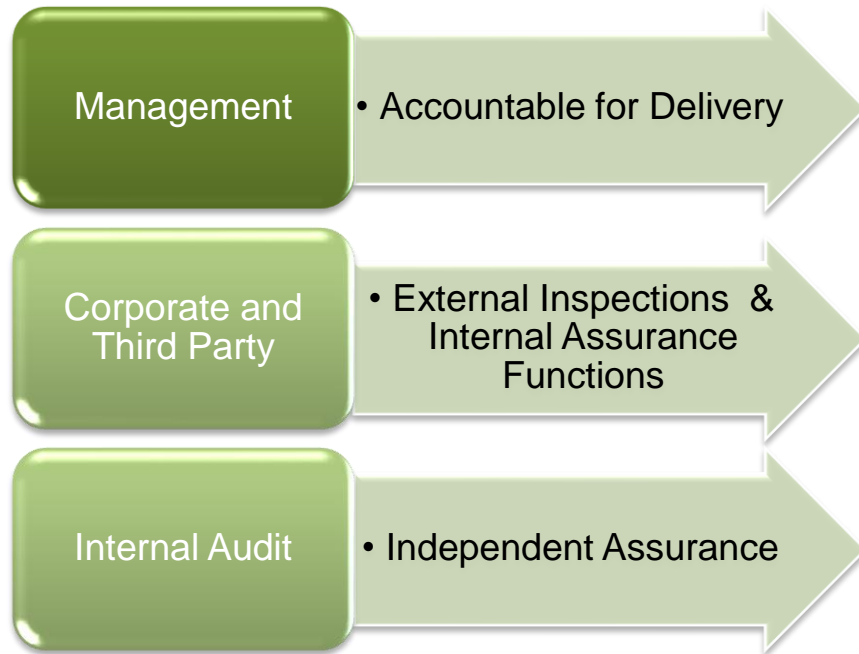 Management
• Accountable for Delivery
Corporate and
Third Party
• External Inspections &
Internal Assurance
Functions
Internal Audit
• Independent Assurance